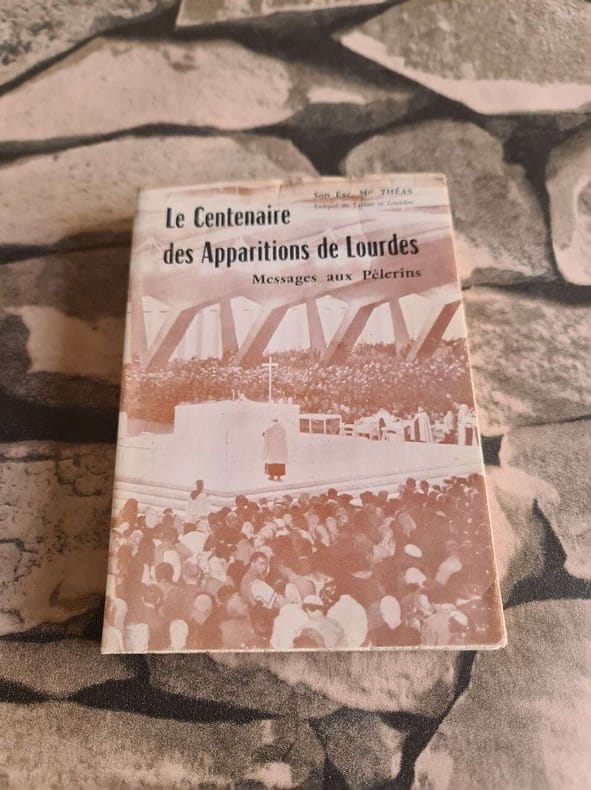 Son Exc. Mgr THÉAS
Évêque de Tarbes et Lourdes
Le Centenaire
des Apparitions de Lourdes
Messages aux Pèlerins